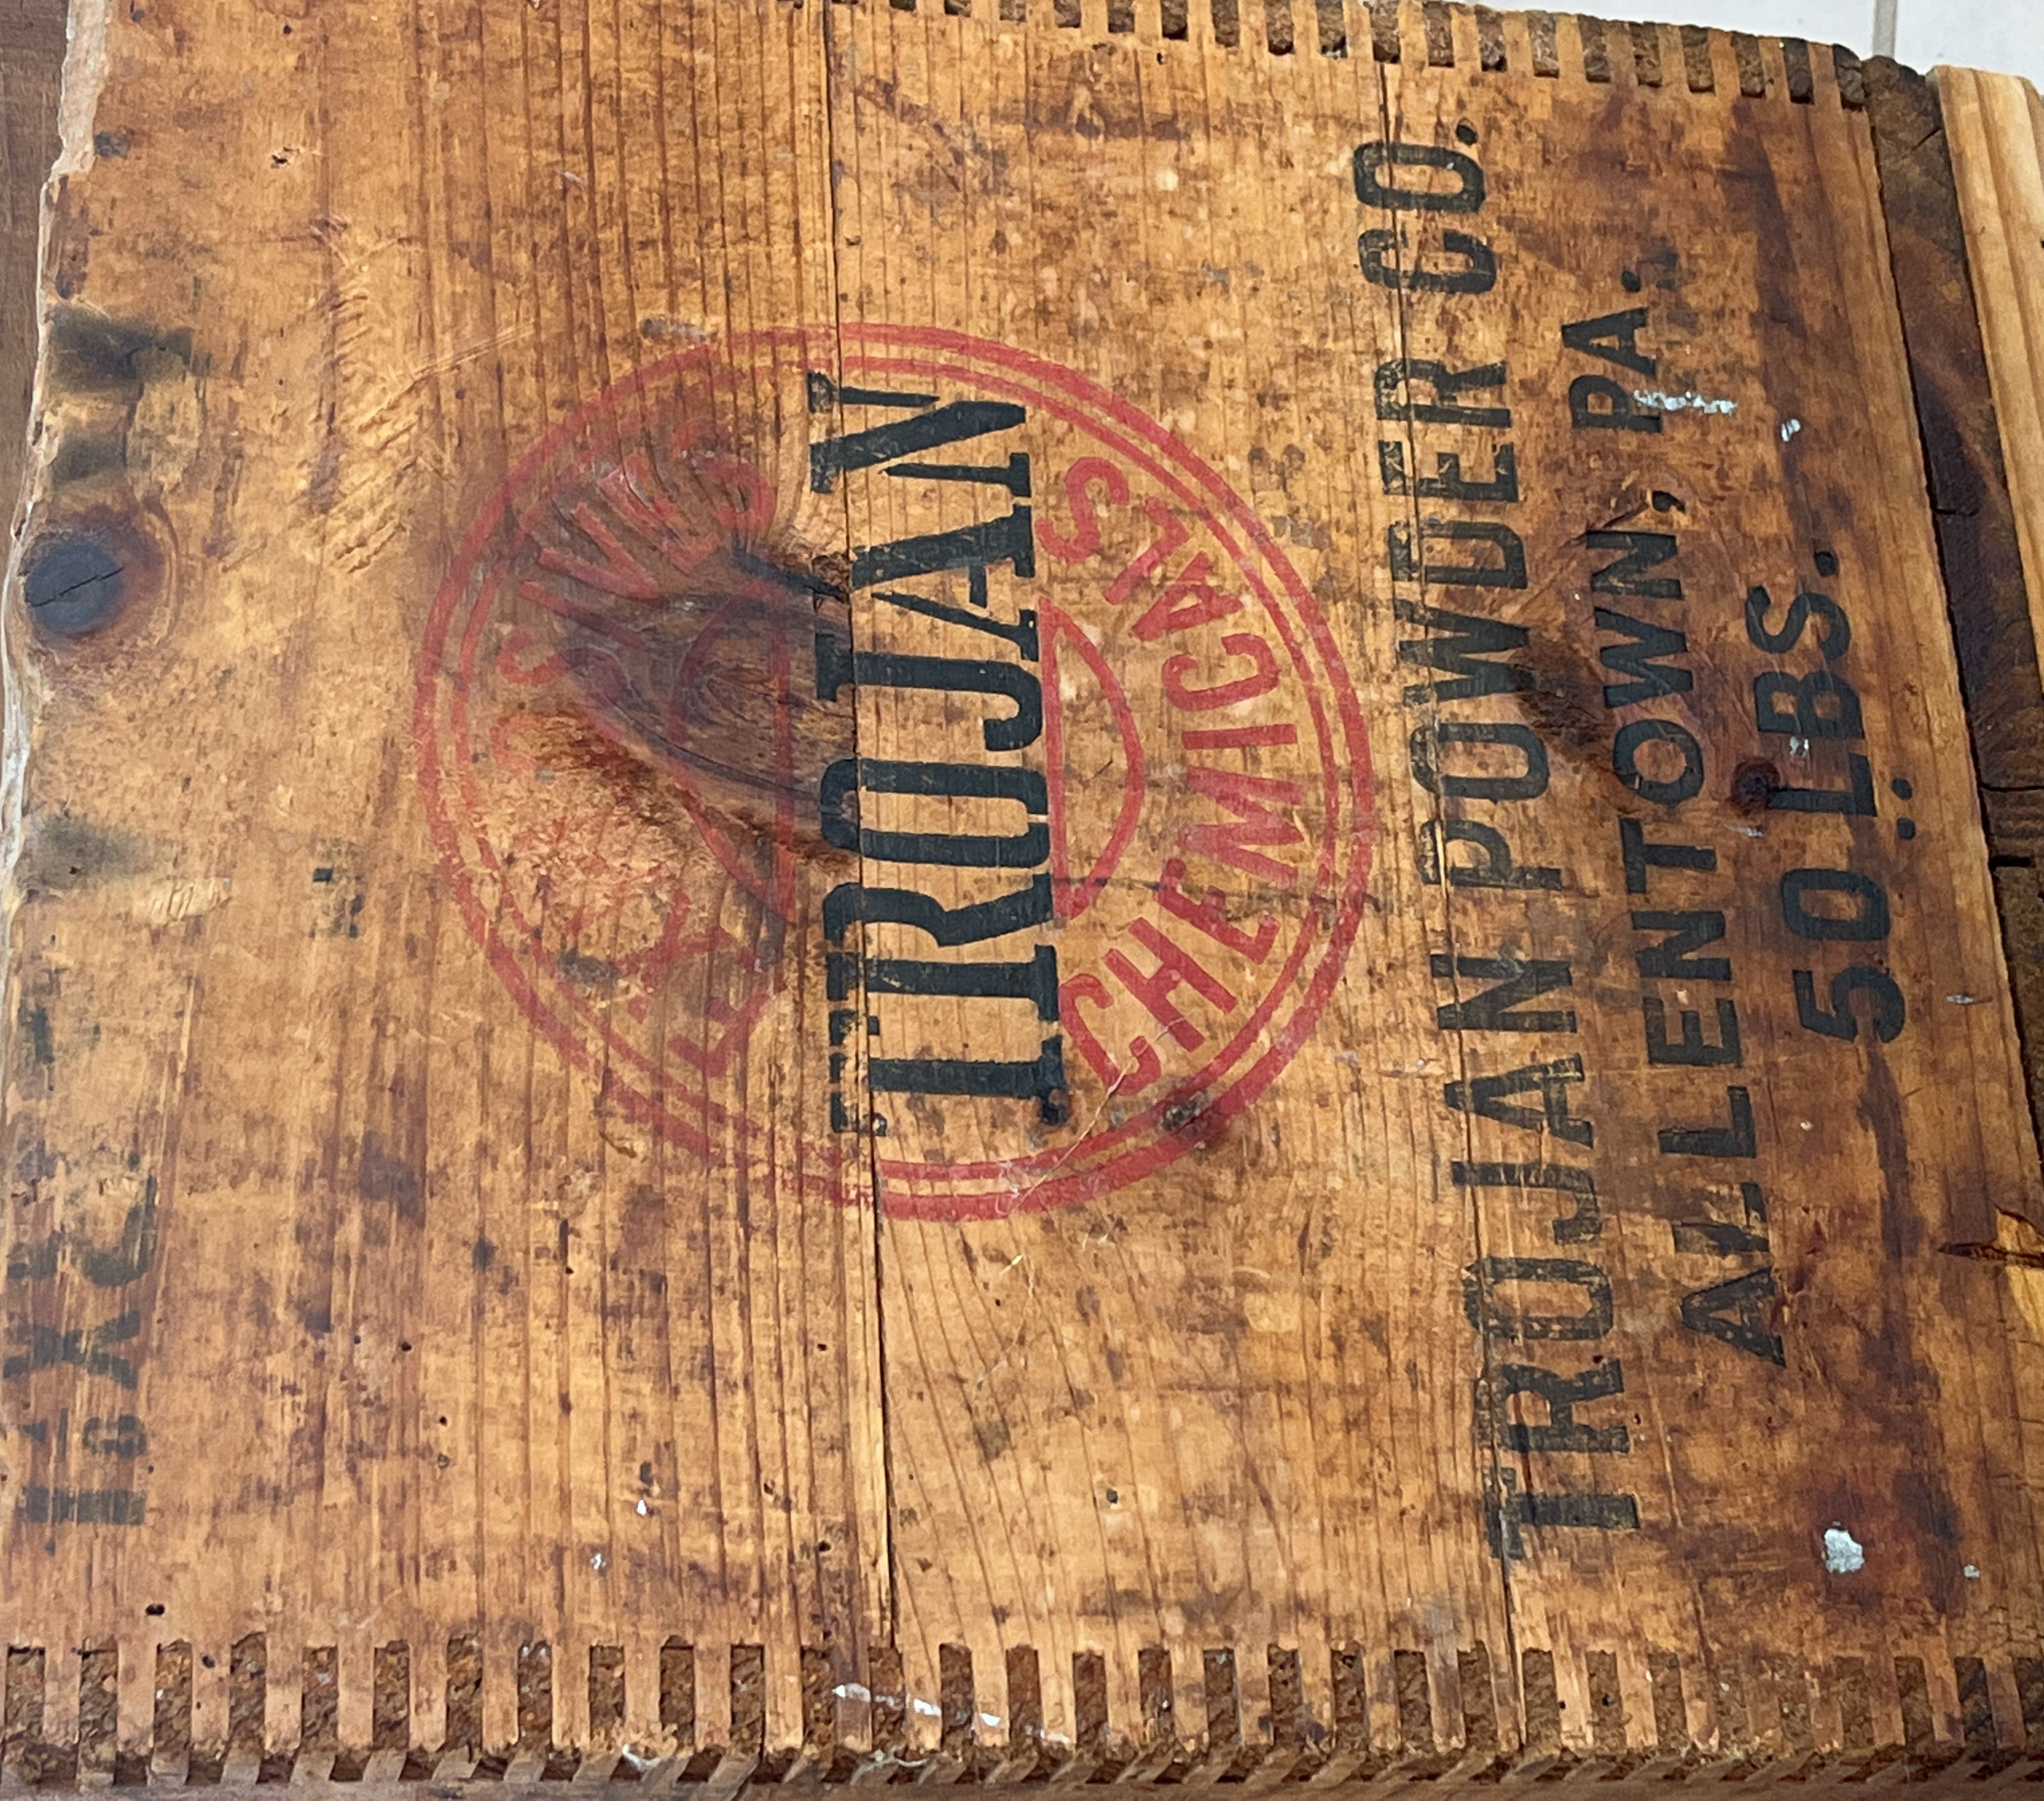 EXPLOSIVES
TROJAN
CHEMICALS
TROJAN POWDER CO.
ALLENTOWN, PA.
50 LBS.